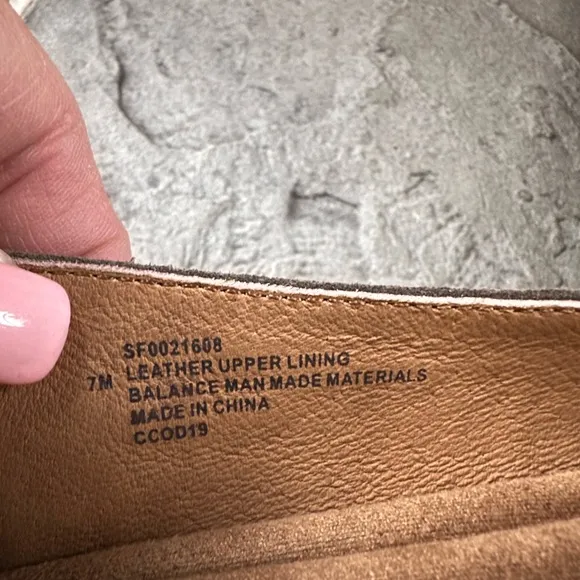 SF0021608
7M LEATHER UPPER LINING
BALANCE MAN MADE MATERIALS
MADE IN CHINA
CCOD19